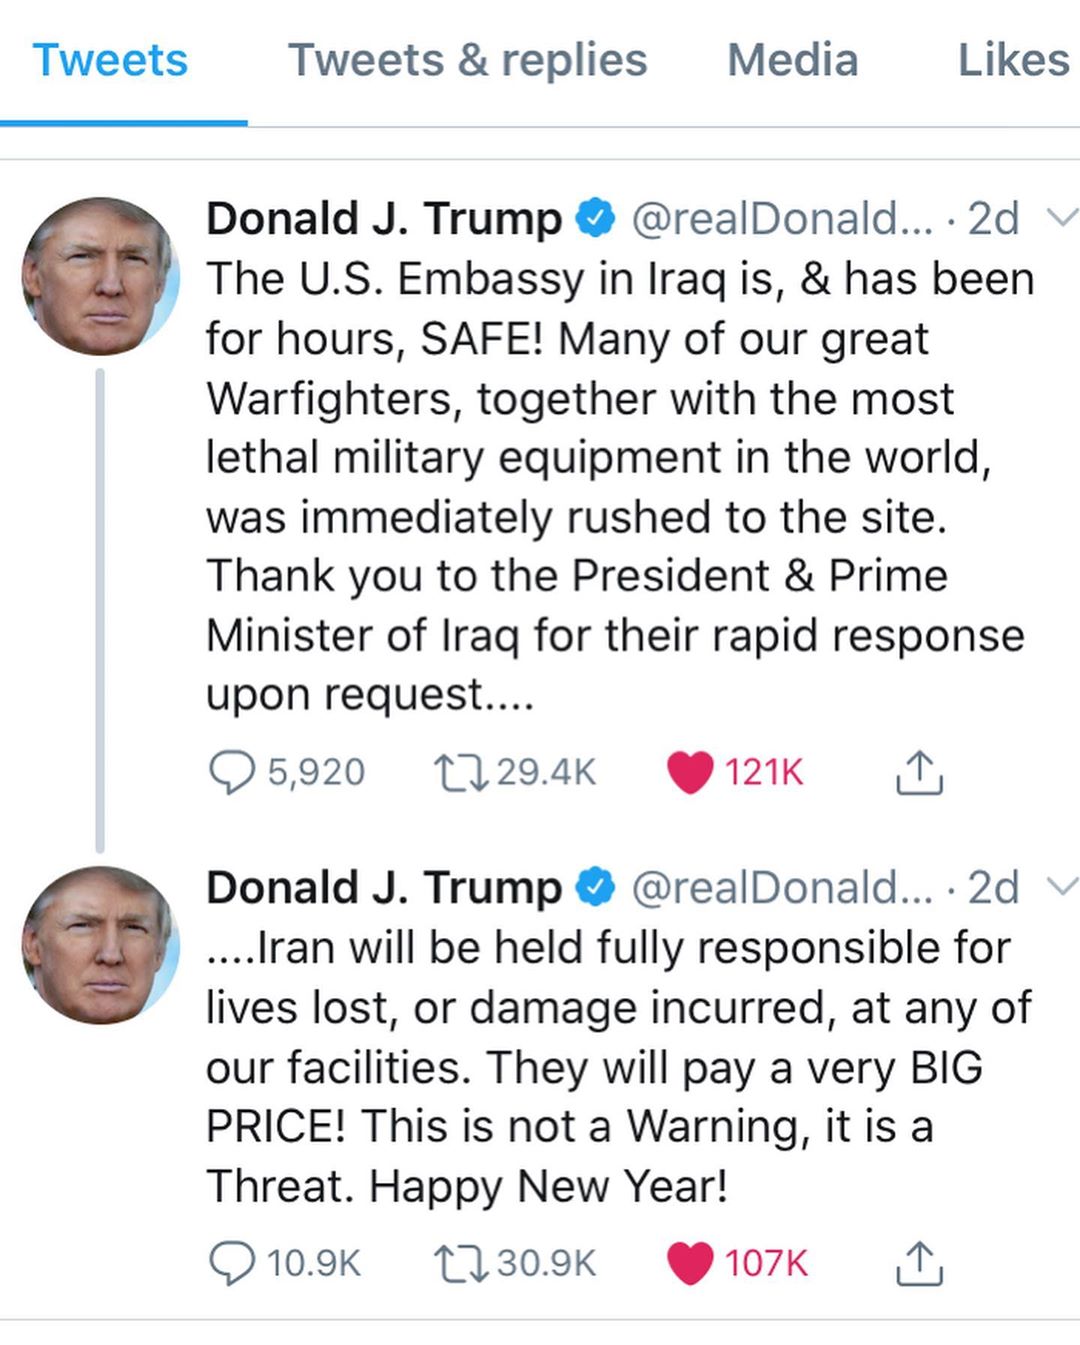 Tweets Tweets & replies Media Likes
Donald J. Trump @realDonald... · 2d
The U.S. Embassy in Iraq is, & has been
for hours, SAFE! Many of our great
Warfighters, together with the most
lethal military equipment in the world,
was immediately rushed to the site.
Thank you to the President & Prime
Minister of Iraq for their rapid response
upon request....
5,920 29.4K 121K
Donald J. Trump @realDonald... · 2d
....Iran will be held fully responsible for
lives lost, or damage incurred, at any of
our facilities. They will pay a very BIG
PRICE! This is not a Warning, it is a
Threat. Happy New Year!
10.9K 30.9K 107K